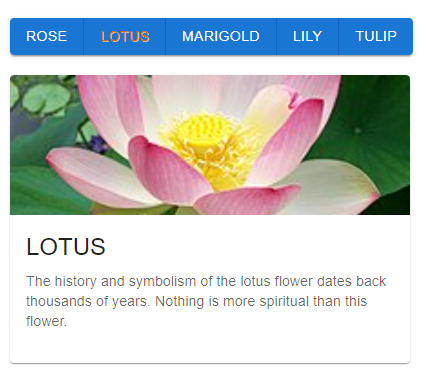 ROSE LOTUS MARIGOLD LILY TULIP
LOTUS
The history and symbolism of the lotus flower dates back
thousands of years. Nothing is more spiritual than this
flower.